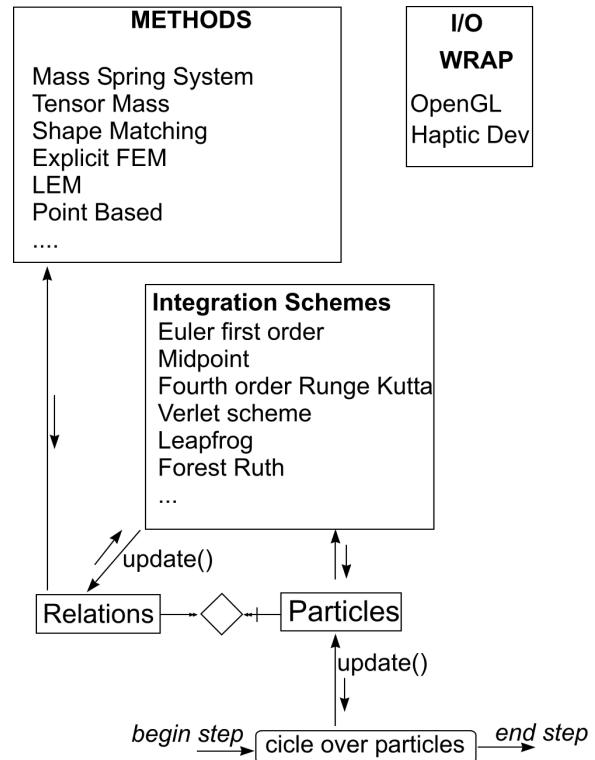 METHODS
Mass Spring System
Tensor Mass
Shape Matching
Explicit FEM
LEM
Point Based
....
I/O
WRAP
OpenGL
Haptic Dev
Integration Schemes
Euler first order
Midpoint
Fourth order Runge Kutta
Verlet scheme
Leapfrog
Forest Ruth
...
update()
Relations
Particles
update()
begin step
cicle over particles
end step